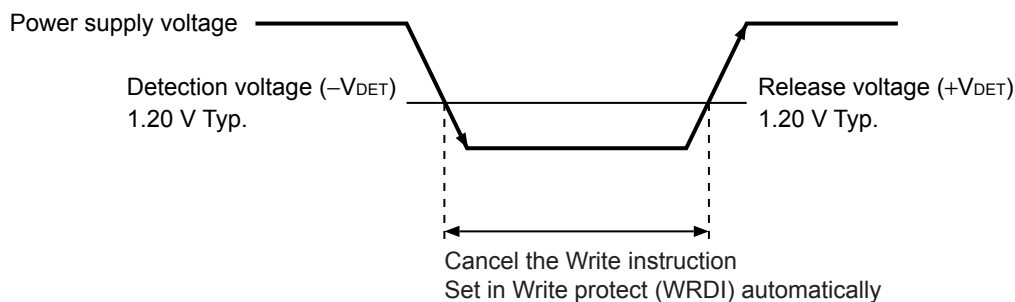 Power supply voltage
Detection voltage (−VDET)
1.20 V Typ.
Release voltage (+VDET)
1.20 V Typ.
Cancel the Write instruction
Set in Write protect (WRDI) automatically